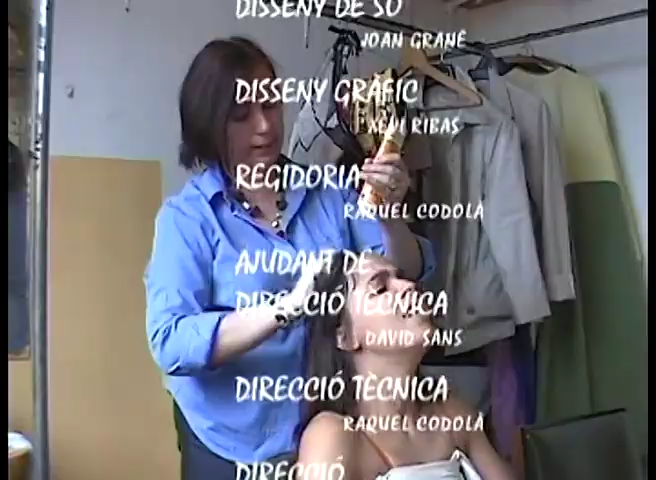 DISSENY DE SO
JOAN GRANÉ
DISSENY GRÀFIC
XEVI RIBAS
REGIDORIA
RAQUEL CODOLÀ
AJUDANT DE
DIRECCIÓ TÈCNICA
DAVID SANS
DIRECCIÓ TÈCNICA
RAQUEL CODOLÀ
DIRECCIÓ